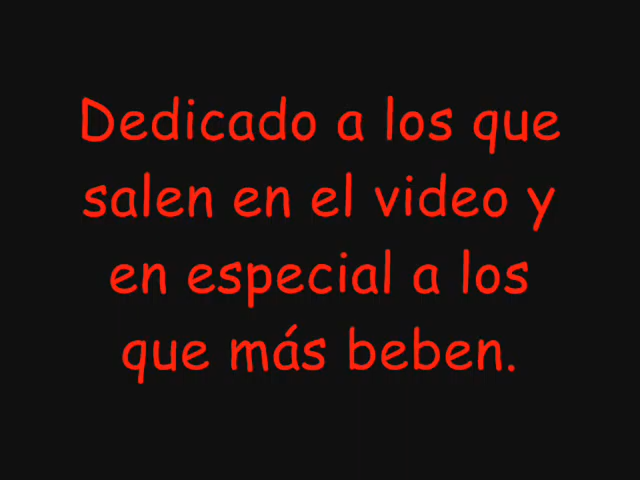 Dedicado a los que
salen en el video y
en especial a los
que más beben.